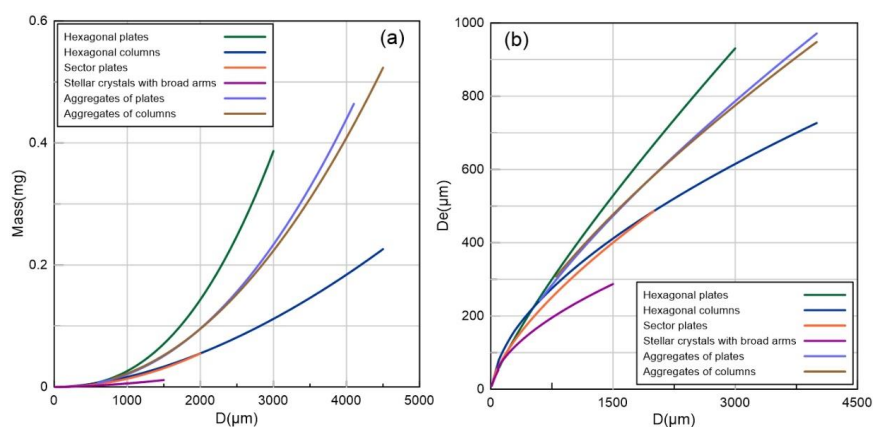 (a)
Hexagonal plates
Hexagonal columns
Sector plates
Stellar crystals with broad arms
Aggregates of plates
Aggregates of columns
Mass(mg)
0.6
0.4
0.2
0
0 1000 2000 3000 4000 5000
D(μm)
(b)
De(μm)
1000
800
600
400
200
0
Hexagonal plates
Hexagonal columns
Sector plates
Stellar crystals with broad arms
Aggregates of plates
Aggregates of columns
0 1500 3000 4500
D(μm)